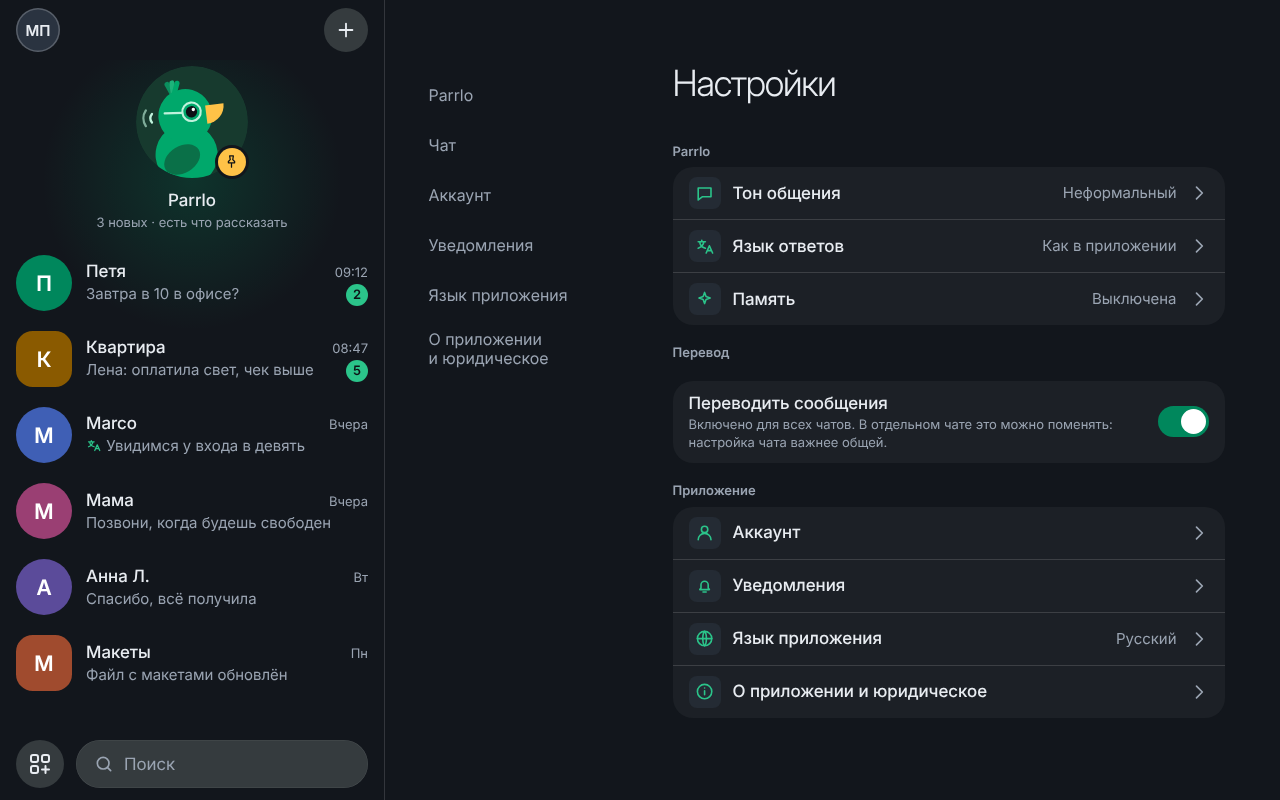 МП
Parrlo
3 новых · есть что рассказать
Петя
09:12
Завтра в 10 в офисе?
2
П
Квартира
08:47
Лена: оплатила свет, чек выше
5
К
Marco
Вчера
Увидимся у входа в девять
M
Мама
Вчера
Позвони, когда будешь свободен
М
Анна Л.
Вт
Спасибо, всё получила
А
Макеты
Пн
Файл с макетами обновлён
М
Поиск
Parrlo
Чат
Аккаунт
Уведомления
Язык приложения
О приложении
и юридическое
Настройки
Parrlo
Тон общения
Неформальный
Язык ответов
Как в приложении
Память
Выключена
Перевод
Переводить сообщения
Включено для всех чатов. В отдельном чате это можно поменять:
настройка чата важнее общей.
Приложение
Аккаунт
Уведомления
Язык приложения
Русский
О приложении и юридическое